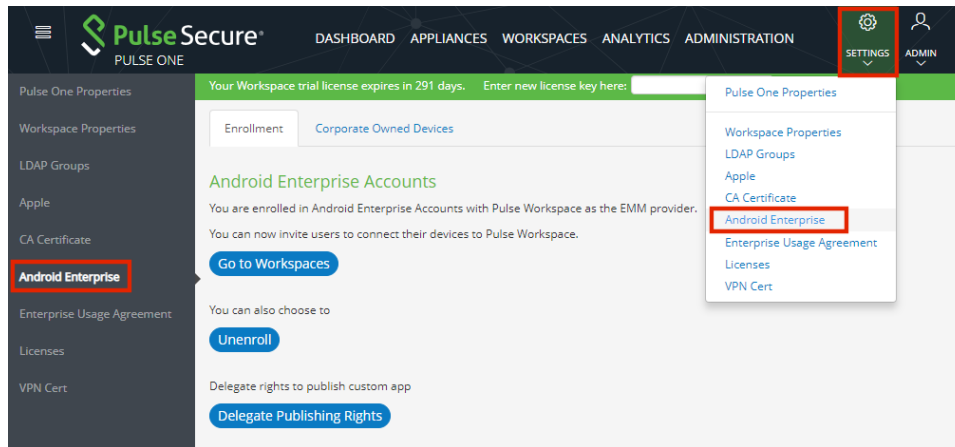 Pulse Secure®
PULSE ONE
DASHBOARD APPLIANCES WORKSPACES ANALYTICS ADMINISTRATION
SETTINGS
ADMIN
Pulse One Properties
Workspace Properties
LDAP Groups
Apple
CA Certificate
Android Enterprise
Enterprise Usage Agreement
Licenses
VPN Cert
Your Workspace trial license expires in 291 days. Enter new license key here:
Enrollment
Corporate Owned Devices
Android Enterprise Accounts
You are enrolled in Android Enterprise Accounts with Pulse Workspace as the EMM provider.
You can now invite users to connect their devices to Pulse Workspace.
Go to Workspaces
You can also choose to
Unenroll
Delegate rights to publish custom app
Delegate Publishing Rights
Pulse One Properties
Workspace Properties
LDAP Groups
Apple
CA Certificate
Android Enterprise
Enterprise Usage Agreement
Licenses
VPN Cert